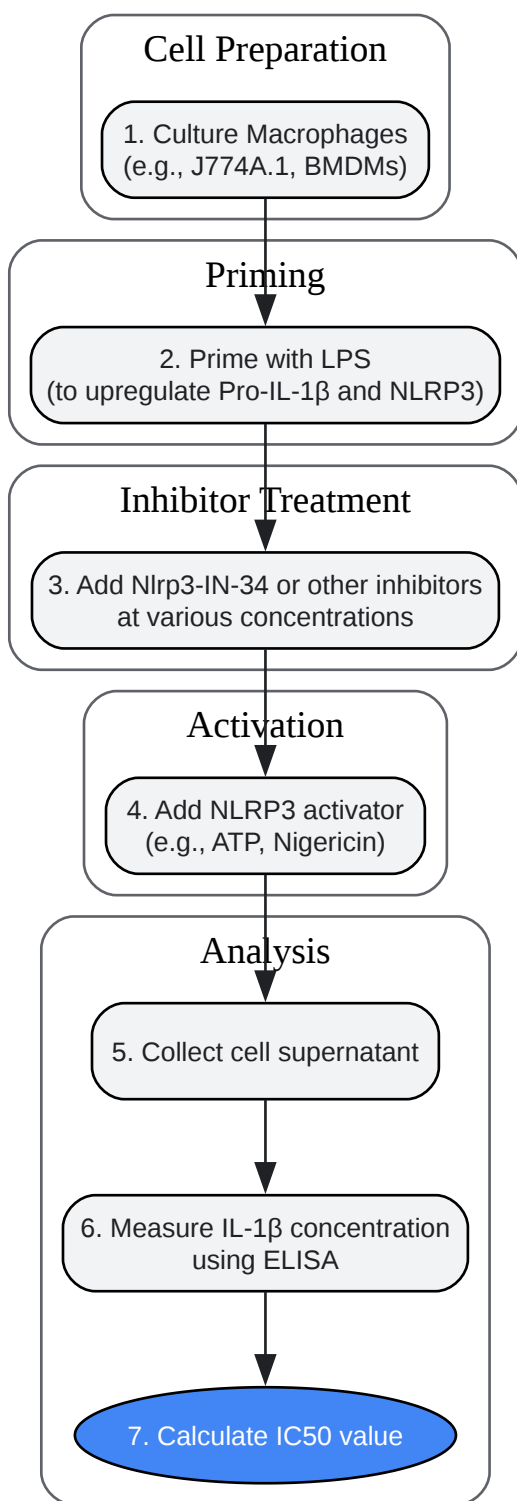 Cell Preparation
1. Culture Macrophages
(e.g., J774A.1, BMDMs)
Priming
2. Prime with LPS
(to upregulate Pro-IL-1β and NLRP3)
Inhibitor Treatment
3. Add Nlrp3-IN-34 or other inhibitors
at various concentrations
Activation
4. Add NLRP3 activator
(e.g., ATP, Nigericin)
Analysis
5. Collect cell supernatant
6. Measure IL-1β concentration
using ELISA
7. Calculate IC50 value